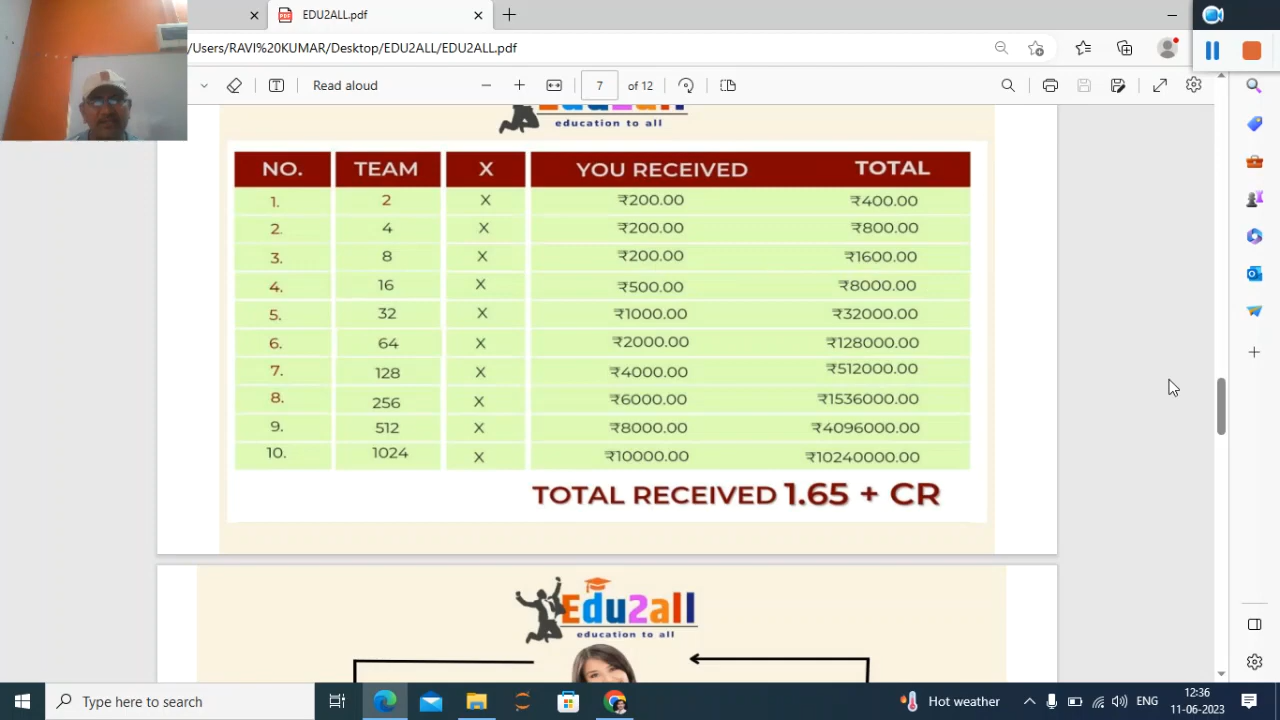 EDU2ALL.pdf
/Users/RAVI%20KUMAR/Desktop/EDU2ALL/EDU2ALL.pdf
Read aloud
7 of 12
Edu2all
education to all
NO. TEAM X YOU RECEIVED TOTAL
1. 2 X ₹200.00 ₹400.00
2. 4 X ₹200.00 ₹800.00
3. 8 X ₹200.00 ₹1600.00
4. 16 X ₹500.00 ₹8000.00
5. 32 X ₹1000.00 ₹32000.00
6. 64 X ₹2000.00 ₹128000.00
7. 128 X ₹4000.00 ₹512000.00
8. 256 X ₹6000.00 ₹1536000.00
9. 512 X ₹8000.00 ₹4096000.00
10. 1024 X ₹10000.00 ₹10240000.00
TOTAL RECEIVED 1.65 + CR
Edu2all
education to all
Type here to search
Hot weather
ENG
12:36
11-06-2023